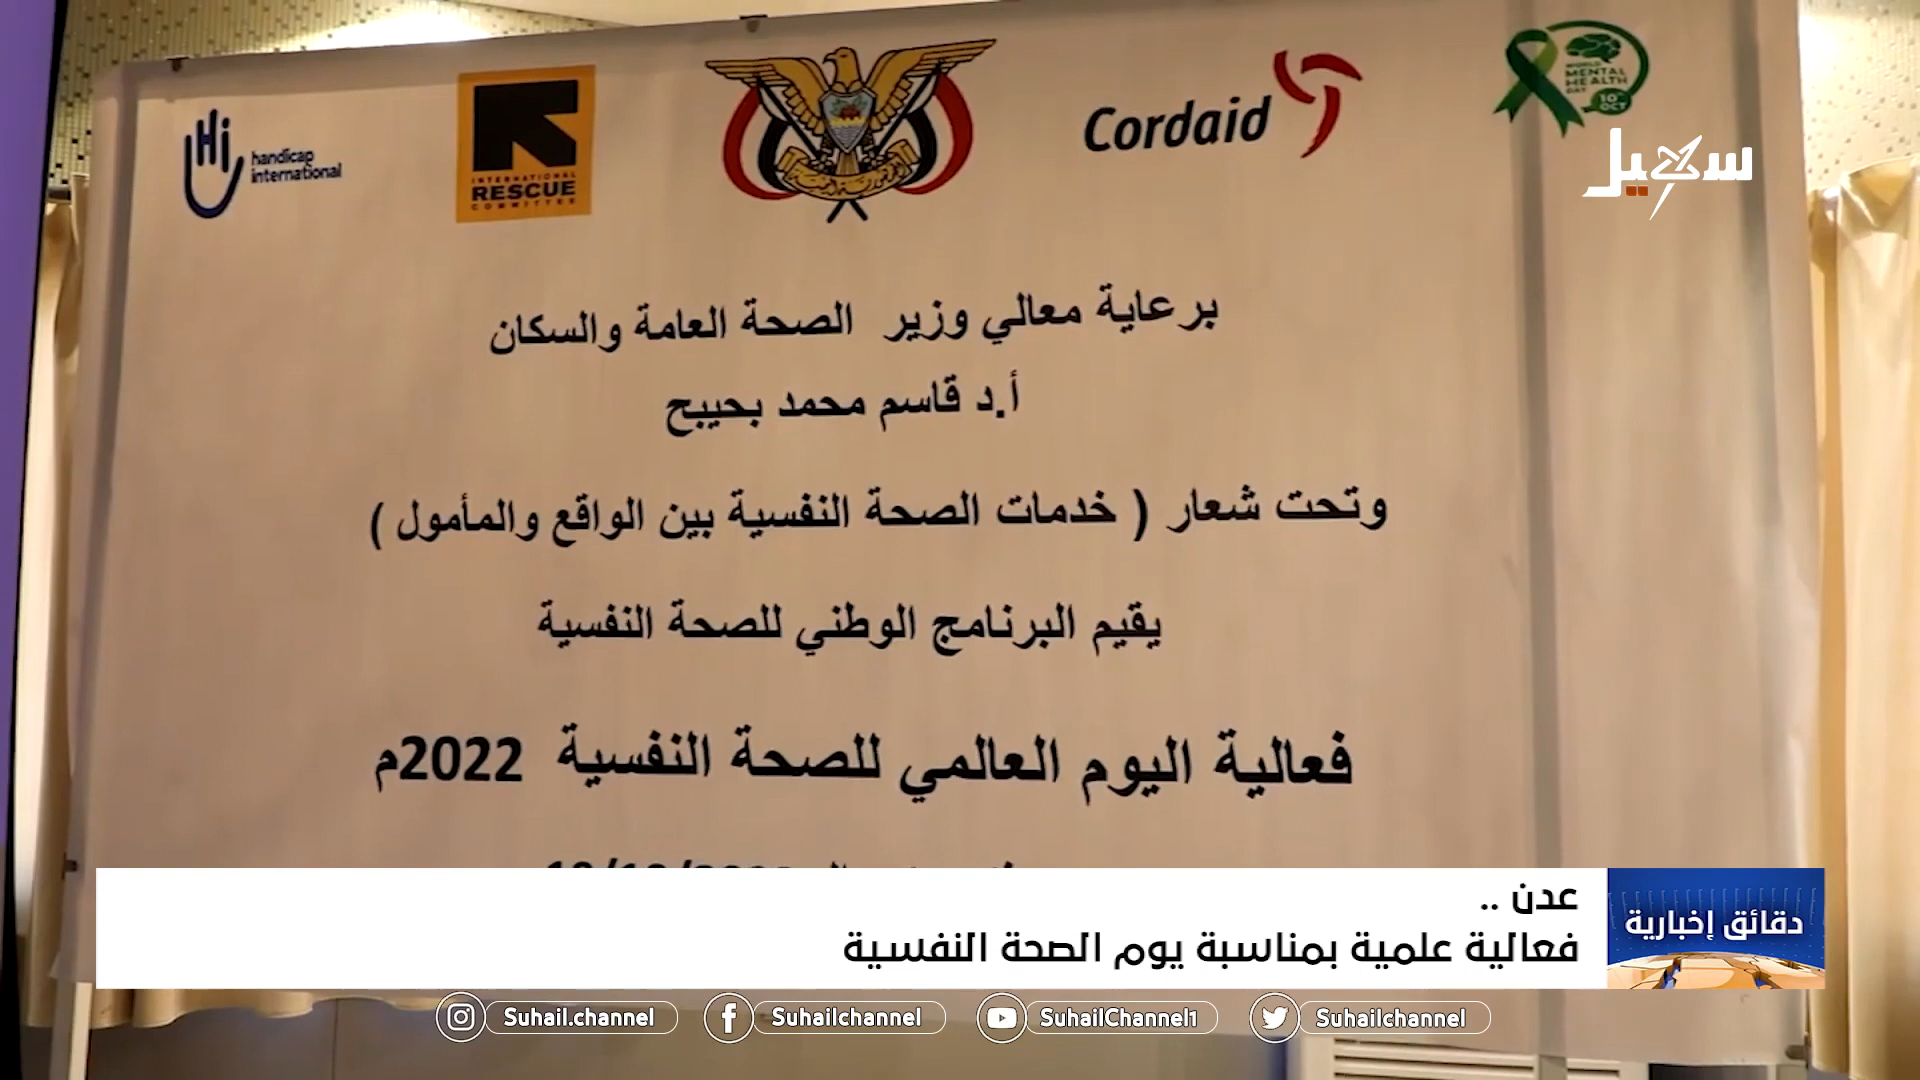 handicap
international
INTERNATIONAL
RESCUE
COMMITTEE
Cordaid
WORLD
MENTAL
HEALTH
DAY
10TH
OCT
سهيل
برعاية معالي وزير الصحة العامة والسكان
أ.د قاسم محمد بحيبح
وتحت شعار ( خدمات الصحة النفسية بين الواقع والمأمول )
يقيم البرنامج الوطني للصحة النفسية
فعالية اليوم العالمي للصحة النفسية 2022م
عدن ..
فعالية علمية بمناسبة يوم الصحة النفسية
دقائق إخبارية
Suhail.channel
Suhailchannel
SuhailChannel1
Suhailchannel